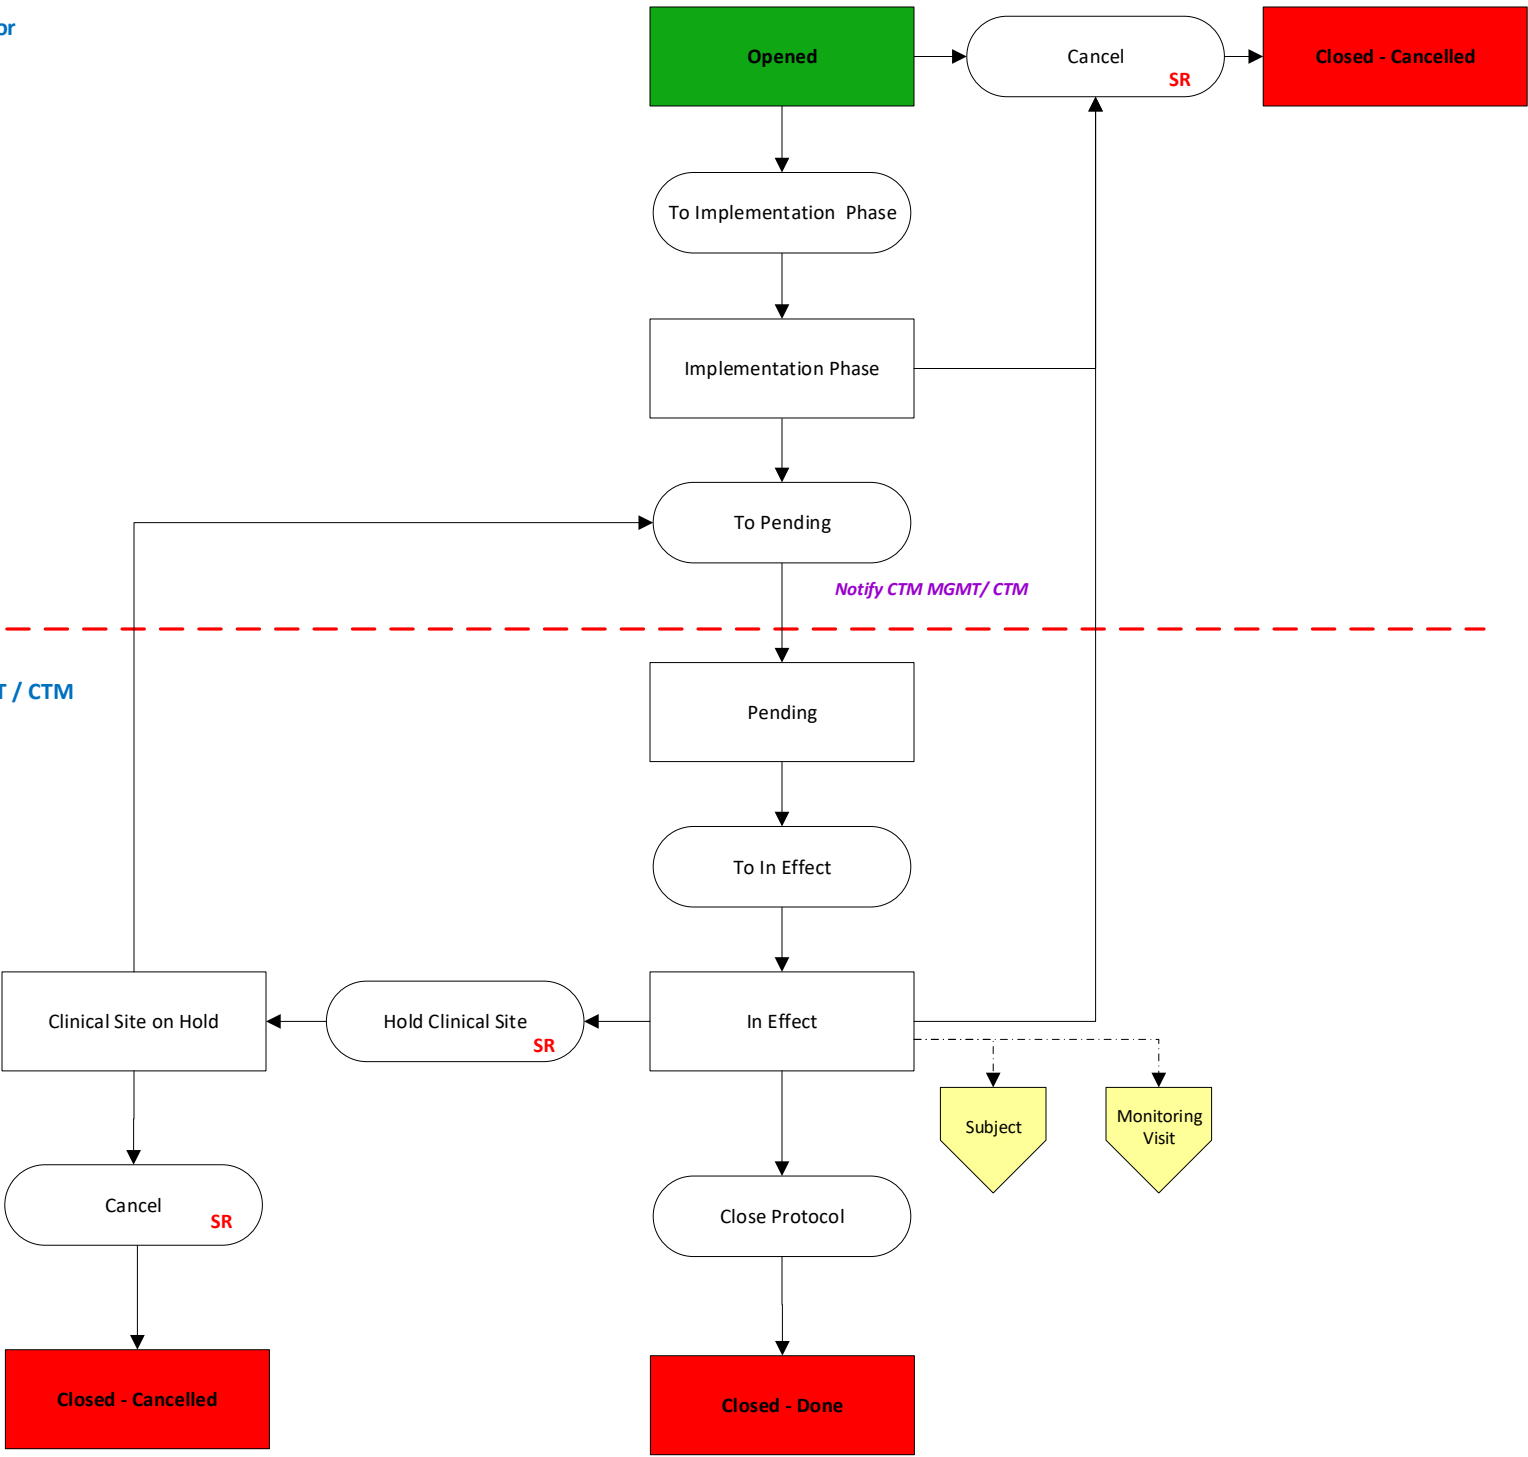 or
Opened
Cancel
SR
Closed - Cancelled
To Implementation  Phase
Implementation Phase
To Pending
Notify CTM MGMT/ CTM
T / CTM
Pending
To In Effect
Clinical Site on Hold
Hold Clinical Site
SR
In Effect
Subject
Monitoring
Visit
Cancel
SR
Close Protocol
Closed - Cancelled
Closed - Done